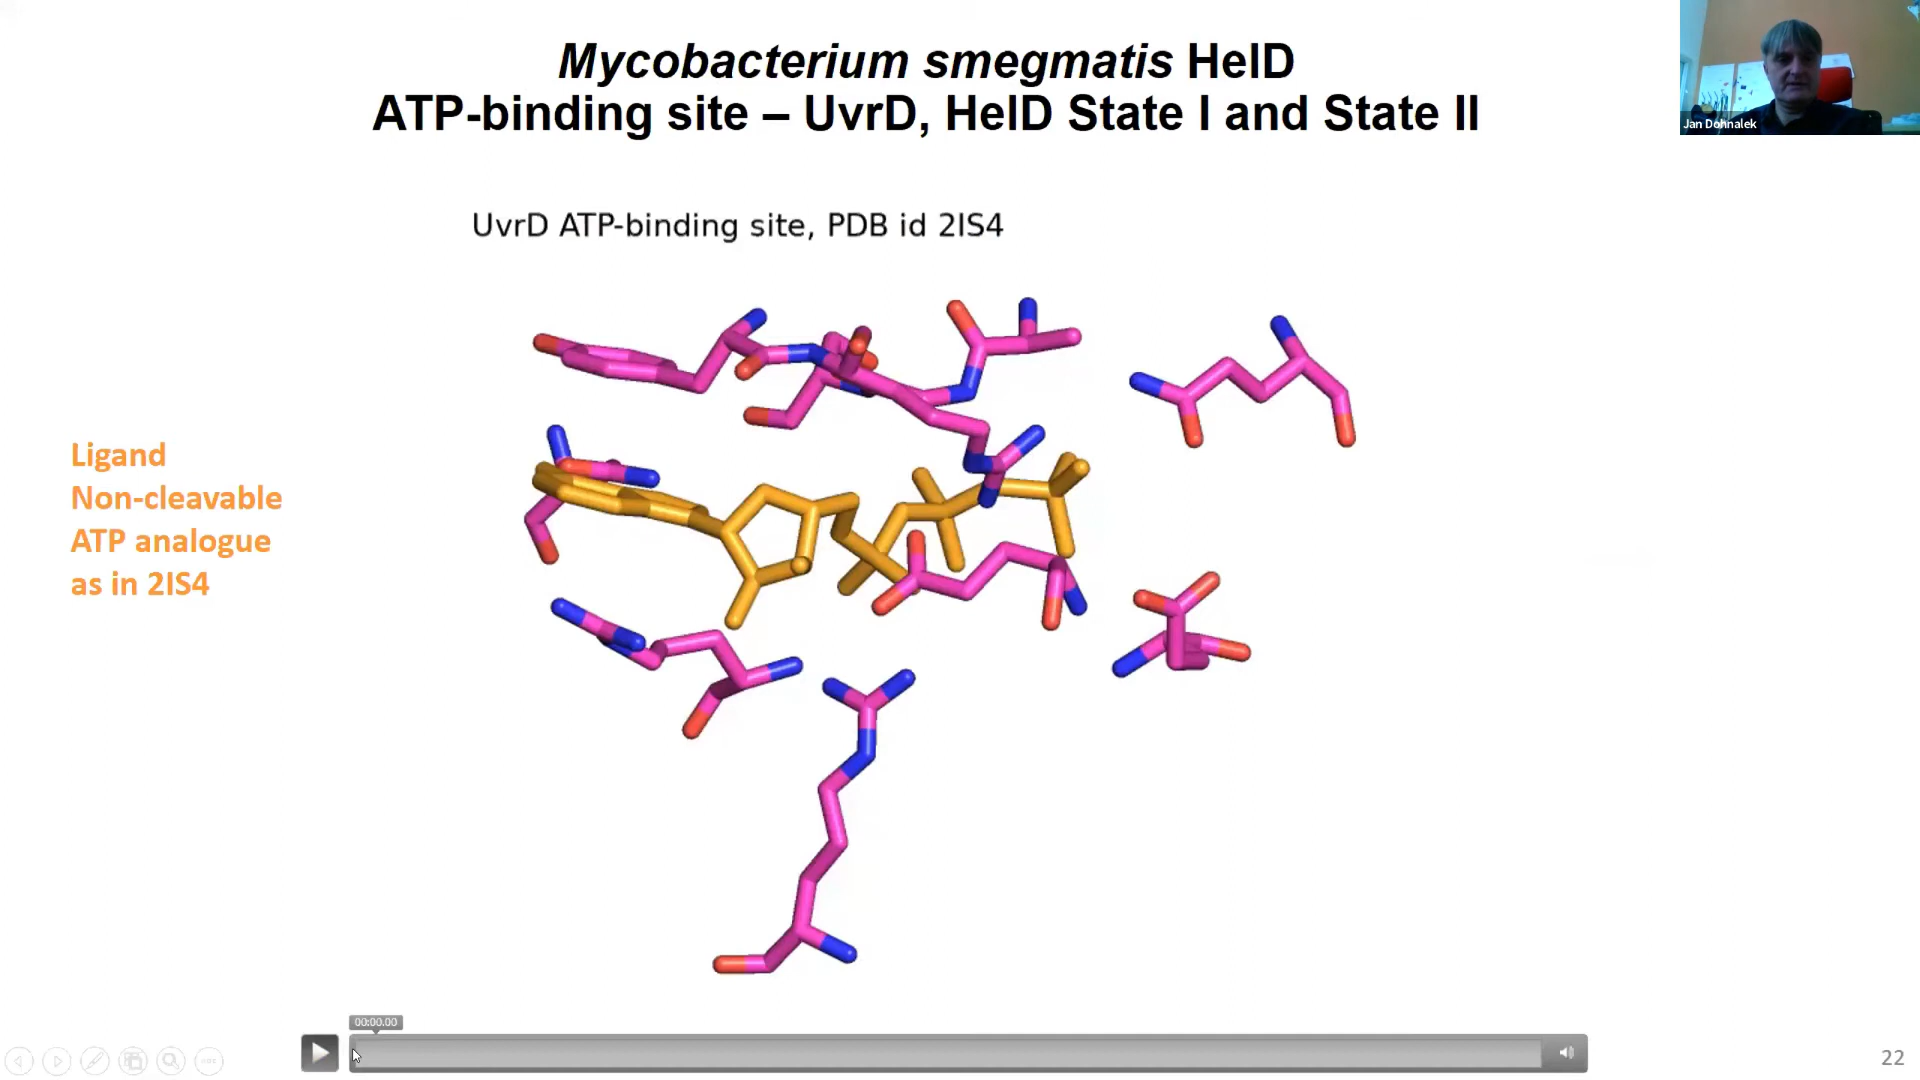 Mycobacterium smegmatis HelD
ATP-binding site – UvrD, HelD State I and State II
Jan Dohnalek
UvrD ATP-binding site, PDB id 2IS4
Ligand
Non-cleavable
ATP analogue
as in 2IS4
00:00.00
22